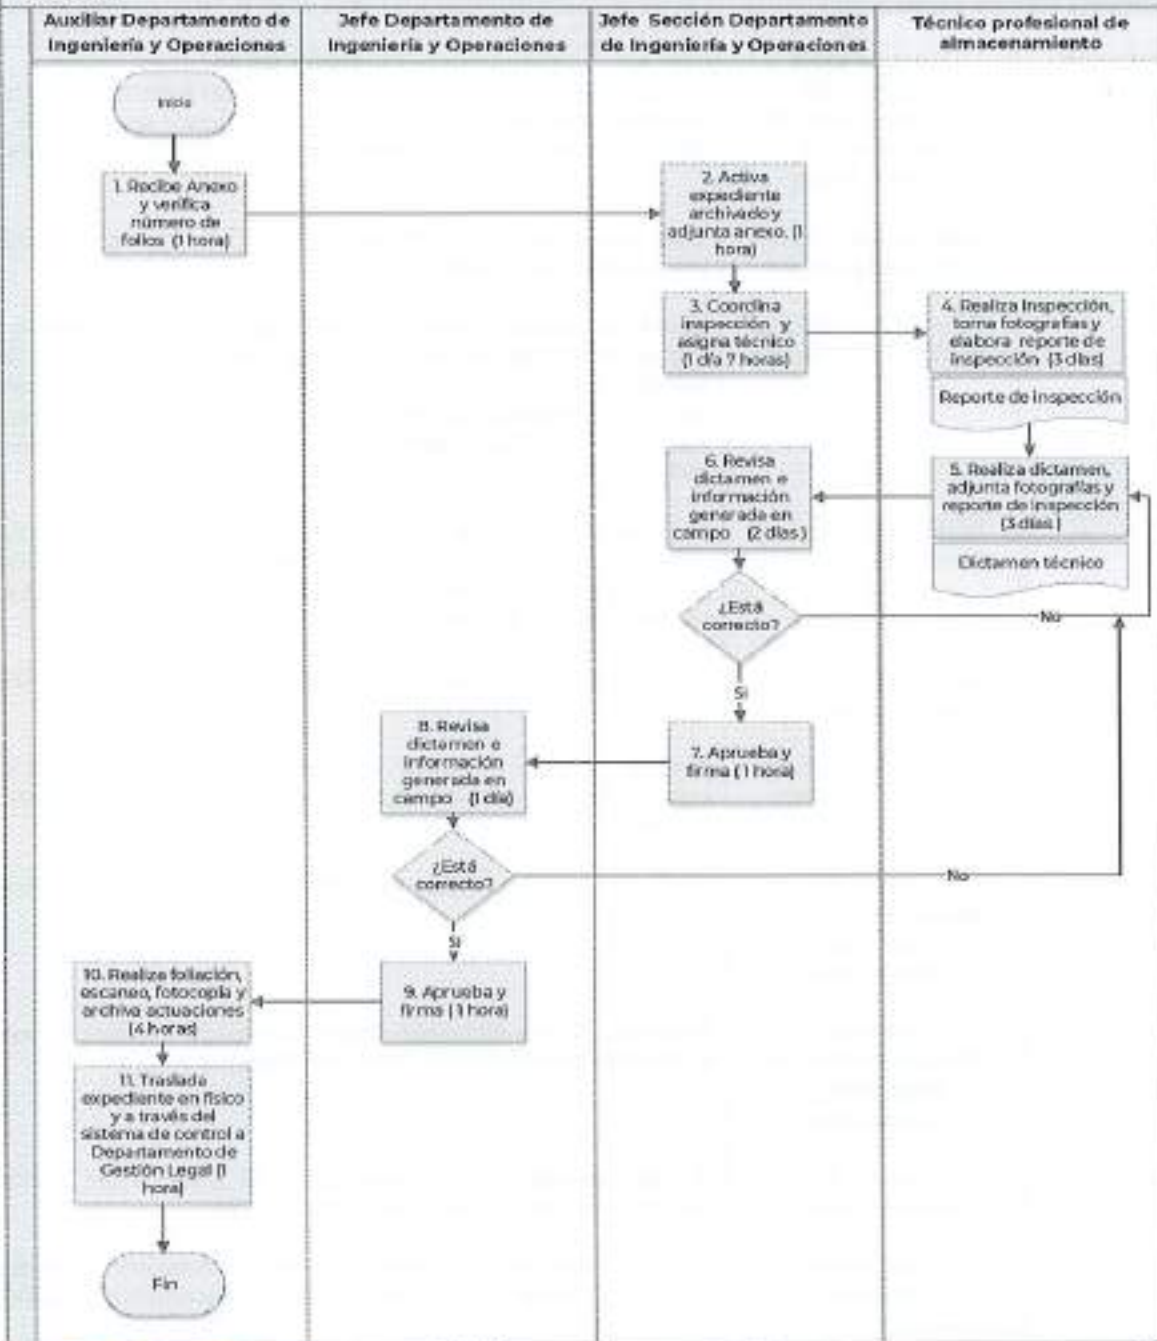 Auxiliar Departamento de
Ingeniería y Operaciones
Jefe Departamento de
Ingeniería y Operaciones
Jefe Sección Departamento
de Ingeniería y Operaciones
Técnico profesional de
almacenamiento
Inicio
1. Recibe Anexo
y verifica
número de
folios (1 hora)
2. Activa
expediente
archivado y
adjunta anexo. (1
hora)
3. Coordina
inspección y
asigna técnico
(1 día 7 horas)
4. Realiza Inspección,
toma fotografías y
elabora reporte de
inspección (3 días)
Reporte de inspección
5. Realiza dictamen,
adjunta fotografías y
reporte de inspección
(3 días)
Dictamen técnico
6. Revisa
dictamen e
información
generada en
campo (2 días)
¿Está
correcto?
No
Si
7. Aprueba y
firma (1 hora)
8. Revisa
dictamen e
información
generada en
campo (1 día)
¿Está
correcto?
No
Si
9. Aprueba y
firma (1 hora)
10. Realiza foliación,
escaneo, fotocopia y
archiva actuaciones
(4 horas)
11. Traslada
expediente en físico
y a través del
sistema de control a
Departamento de
Gestión Legal (1
hora)
Fin